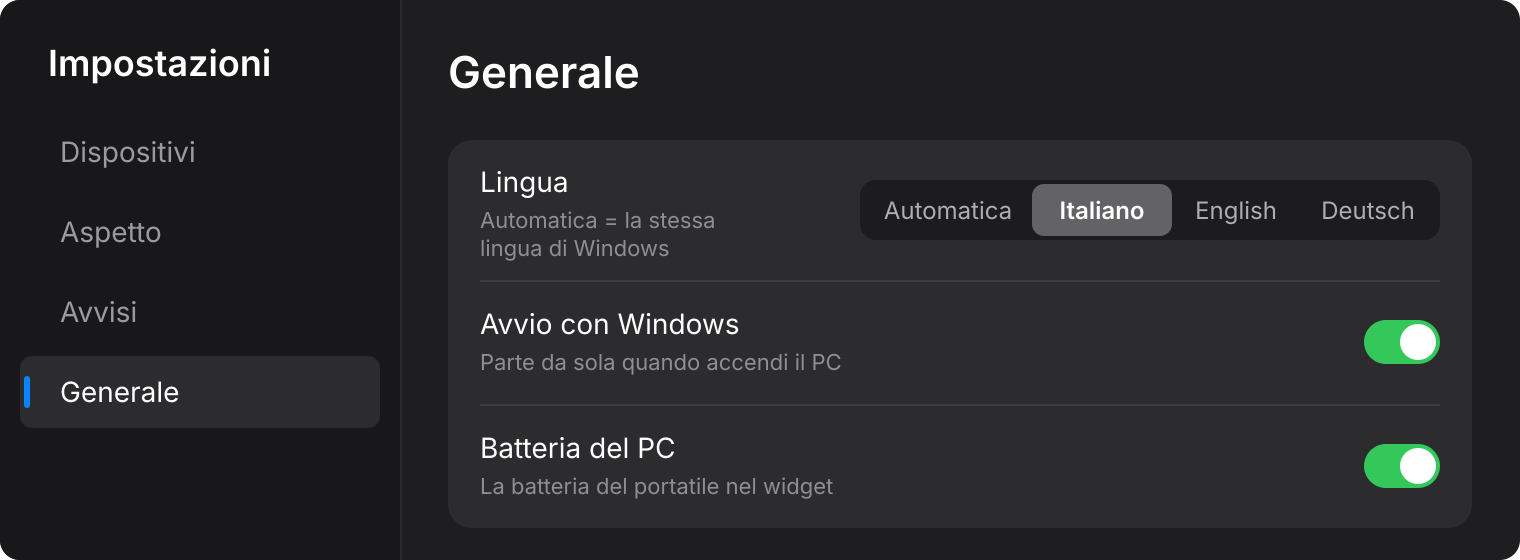 Impostazioni
Dispositivi
Aspetto
Avvisi
Generale
Generale
Lingua
Automatica = la stessa
lingua di Windows
Automatica Italiano English Deutsch
Avvio con Windows
Parte da sola quando accendi il PC
Batteria del PC
La batteria del portatile nel widget